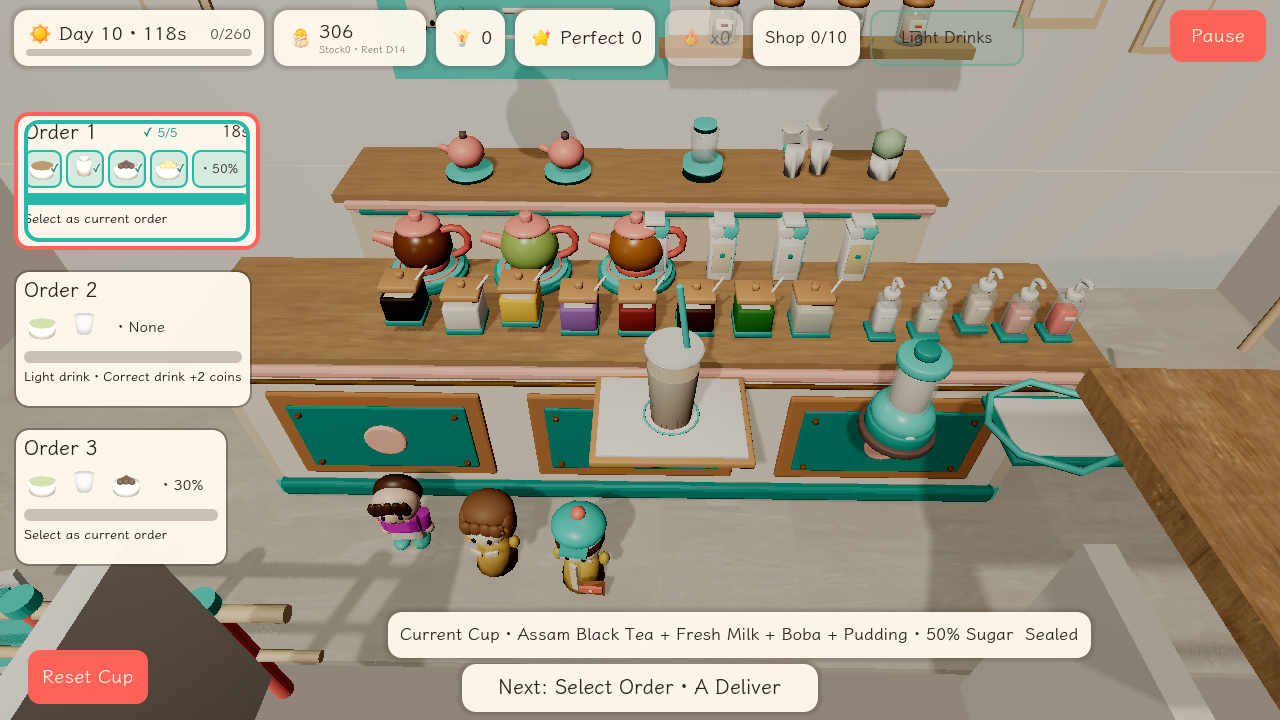 Day 10 • 118s 0/260
306
Stock0 • Rent D14
0
Perfect 0
x0
Shop 0/10
Light Drinks
Pause
Order 1 ✓ 5/5 18s
• 50%
Select as current order
Order 2
• None
Light drink • Correct drink +2 coins
Order 3
• 30%
Select as current order
Current Cup • Assam Black Tea + Fresh Milk + Boba + Pudding • 50% Sugar Sealed
Next: Select Order • A Deliver
Reset Cup